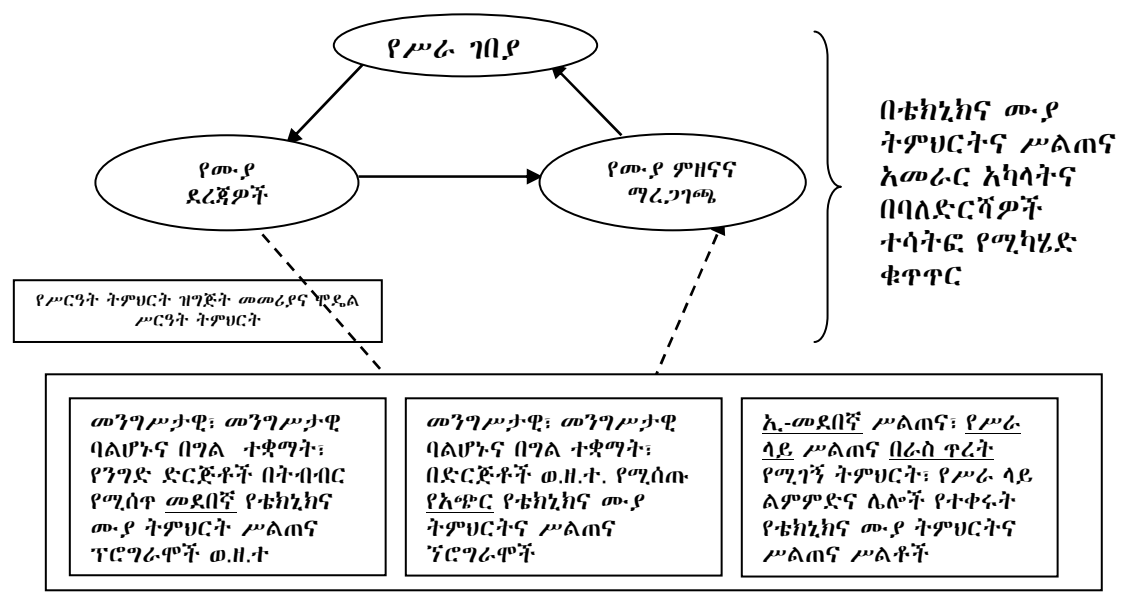 የሥራ ገበያ
የሙያ
ደረጃዎች
የሙያ ምዘናና
ማረጋገጫ
በቴክኒክና ሙያ
ትምህርትና ሥልጠና
አመራር አካላትና
በባለድርሻዎች
ተሳትፎ የሚካሄድ
ቁጥጥር
የሥርዓት ትምህርት ዝግጅት መመሪያና ሞዴል
ሥርዓት ትምህርት
መንግሥታዊ፣ መንግሥታዊ
ባልሆኑና በግል ተቋማት፣
የንግድ ድርጅቶች በትብብር
የሚሰጥ መደበኛ የቴክኒክና
ሙያ ትምህርት ሥልጠና
ፕሮግራሞች ወ.ዘ.ተ
መንግሥታዊ፣ መንግሥታዊ
ባልሆኑና በግል ተቋማት፣
በድርጅቶች ወ.ዘ.ተ. የሚሰጡ
የአጭር የቴክኒክና ሙያ
ትምህርትና ሥልጠና
ኘሮግራሞች
ኢ-መደበኛ ሥልጠና፣ የሥራ
ላይ ሥልጠና በራስ ጥረት
የሚገኝ ትምህርት፣ የሥራ ላይ
ልምምድና ሌሎች የተቀሩት
የቴክኒክና ሙያ ትምህርትና
ሥልጠና ሥልቶች